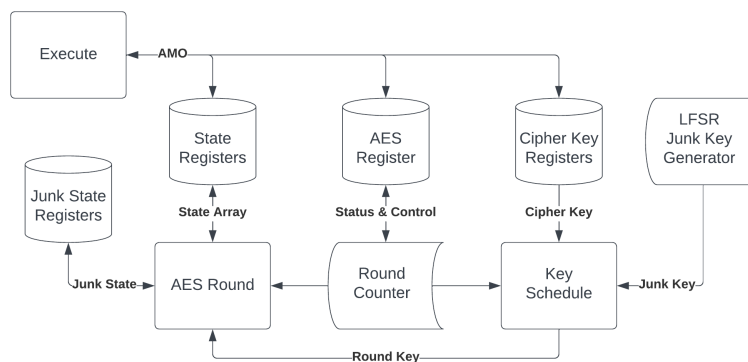 Execute
AMO
State
Registers
AES
Register
Cipher Key
Registers
LFSR
Junk Key
Generator
Junk State
Registers
State Array
Status & Control
Cipher Key
Junk State
AES Round
Round
Counter
Key
Schedule
Junk Key
Round Key